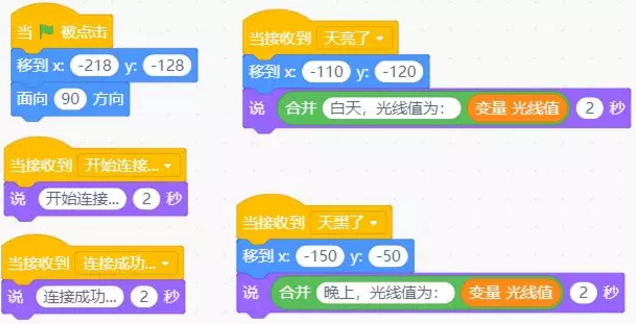 当 被点击
移到 x: -218 y: -128
面向 90 方向
当接收到 开始连接...
说 开始连接... 2 秒
当接收到 连接成功...
说 连接成功... 2 秒
当接收到 天亮了
移到 x: -110 y: -120
说 合并 白天，光线值为： 变量 光线值 2 秒
当接收到 天黑了
移到 x: -150 y: -50
说 合并 晚上，光线值为： 变量 光线值 2 秒